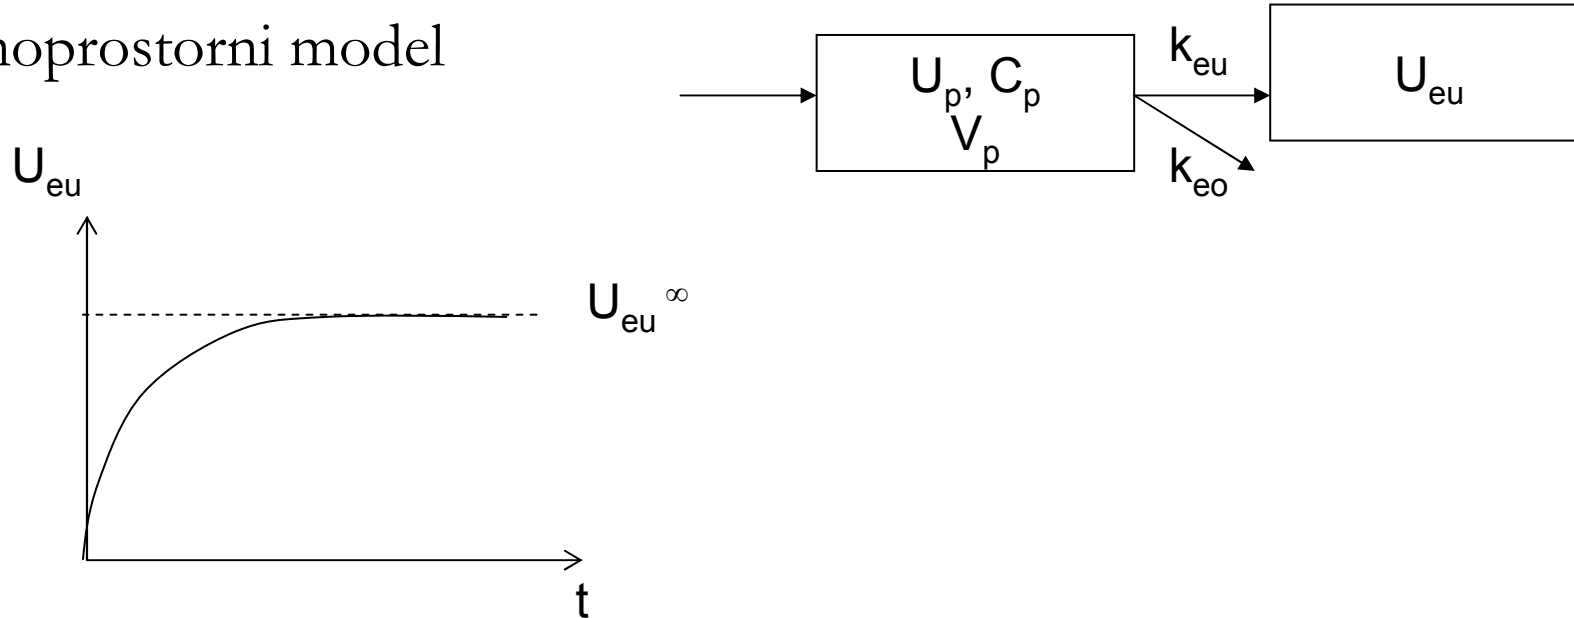 noprostorni model
U_p, C_p
V_p
k_eu
k_eo
U_eu
U_eu
U_eu^∞
t